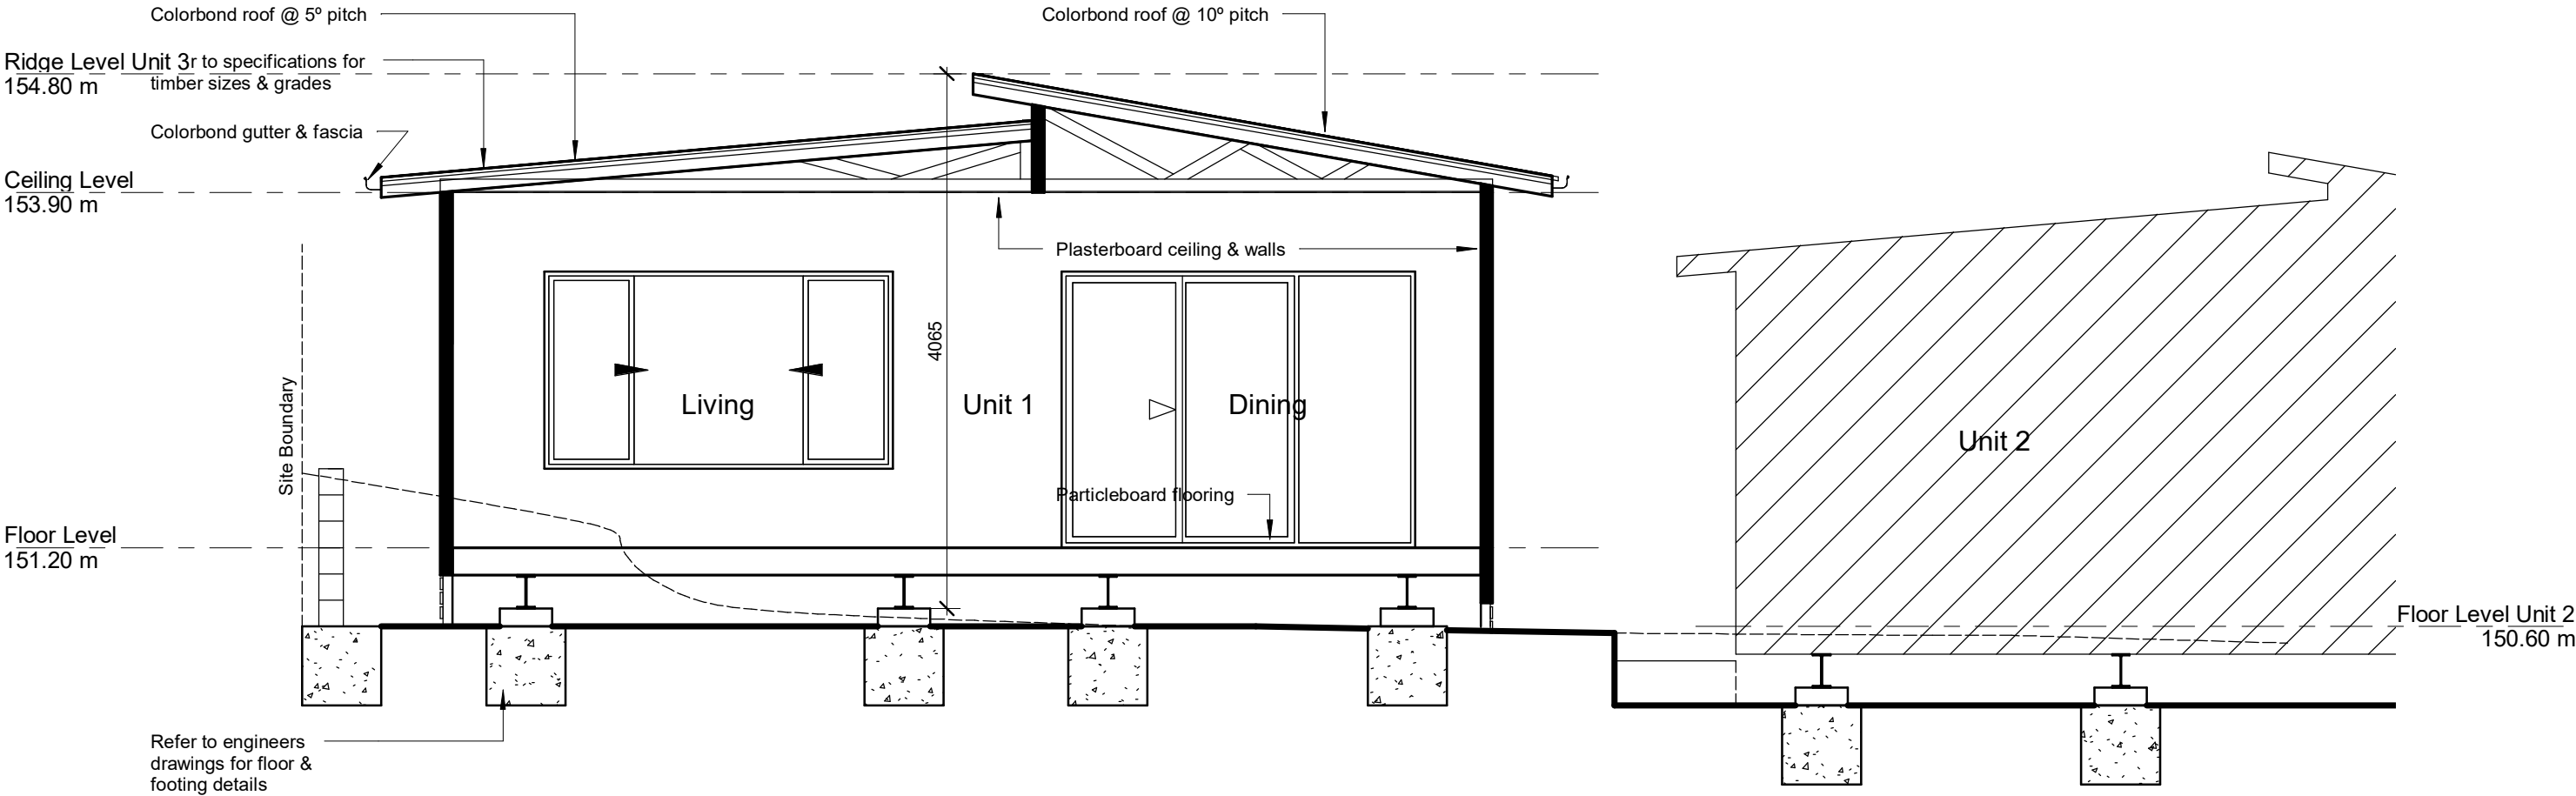 Colorbond roof @ 5º pitch
Colorbond roof @ 10º pitch
Ridge Level Unit 3
154.80 m
r to specifications for
timber sizes & grades
Colorbond gutter & fascia
Ceiling Level
153.90 m
Plasterboard ceiling & walls
4065
Site Boundary
Living
Unit 1
Dining
Unit 2
Particleboard flooring
Floor Level
151.20 m
Floor Level Unit 2
150.60 m
Refer to engineers
drawings for floor &
footing details